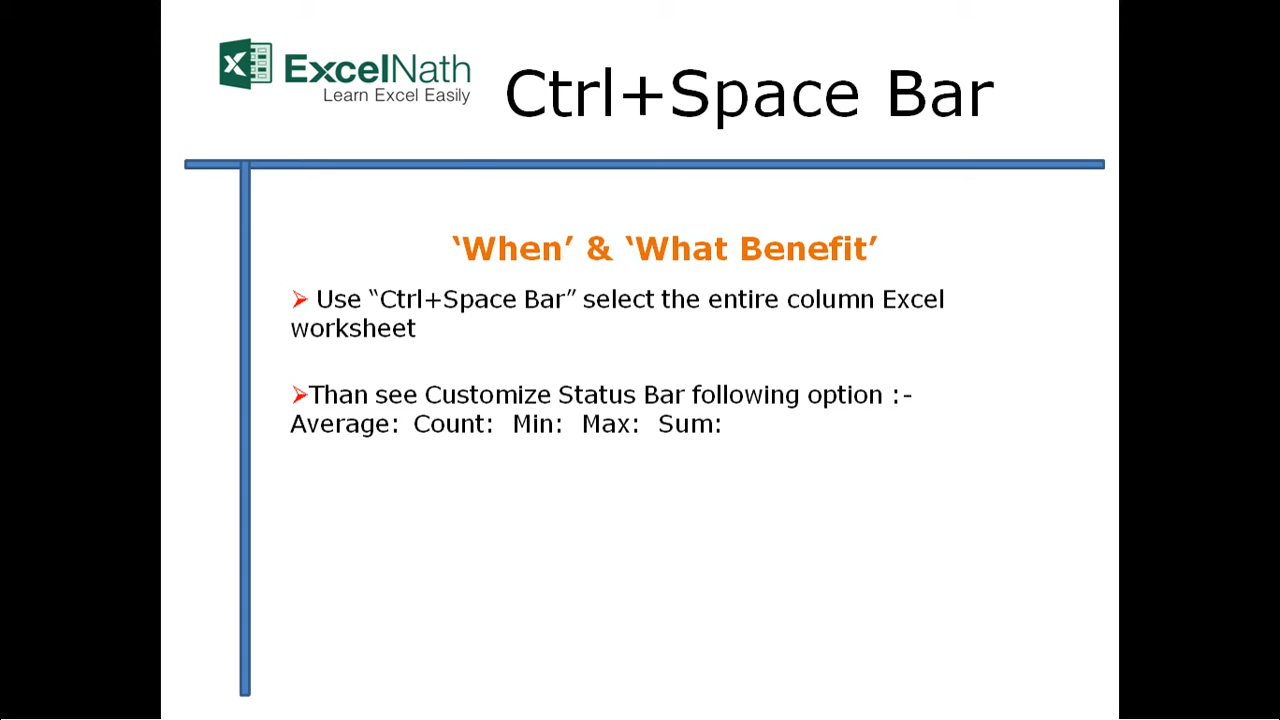 ExcelNath
Learn Excel Easily
Ctrl+Space Bar
‘When’ & ‘What Benefit’
➢ Use “Ctrl+Space Bar” select the entire column Excel
worksheet
➢Than see Customize Status Bar following option :-
Average: Count: Min: Max: Sum: